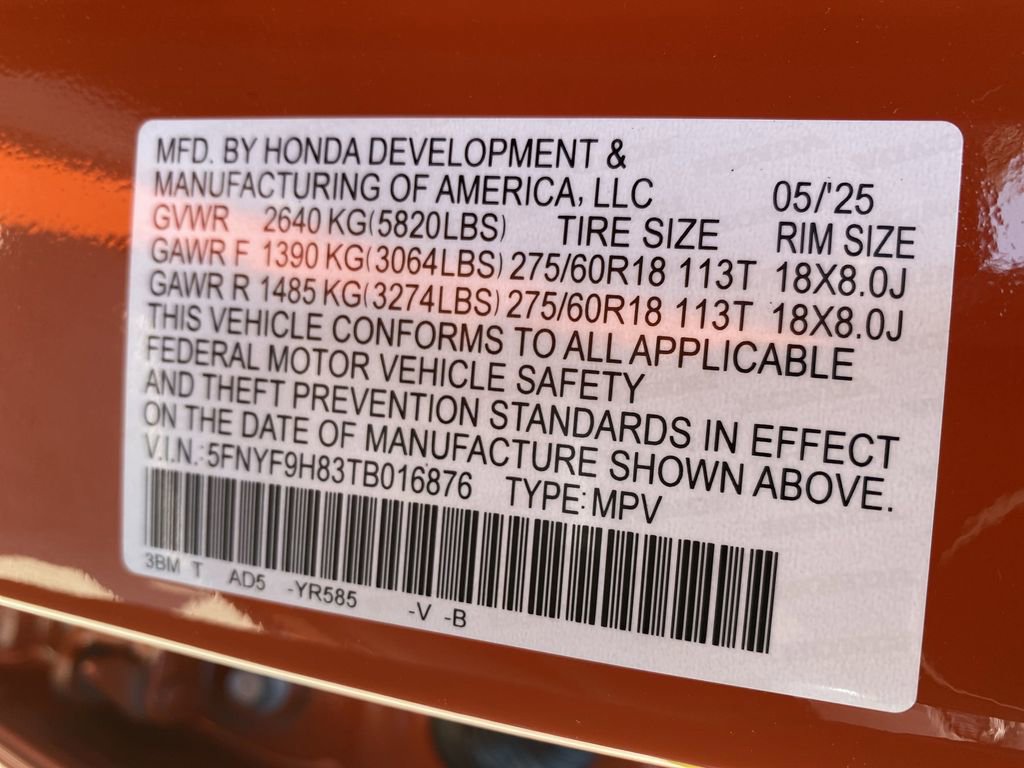 MFD. BY HONDA DEVELOPMENT &
MANUFACTURING OF AMERICA, LLC 05/'25
GVWR 2640 KG(5820LBS) TIRE SIZE RIM SIZE
GAWR F 1390 KG(3064LBS) 275/60R18 113T 18X8.0J
GAWR R 1485 KG(3274LBS) 275/60R18 113T 18X8.0J
THIS VEHICLE CONFORMS TO ALL APPLICABLE
FEDERAL MOTOR VEHICLE SAFETY
AND THEFT PREVENTION STANDARDS IN EFFECT
ON THE DATE OF MANUFACTURE SHOWN ABOVE.
V.I.N.: 5FNYF9H83TB016876 TYPE: MPV
3BM T AD5 -YR585 -V -B